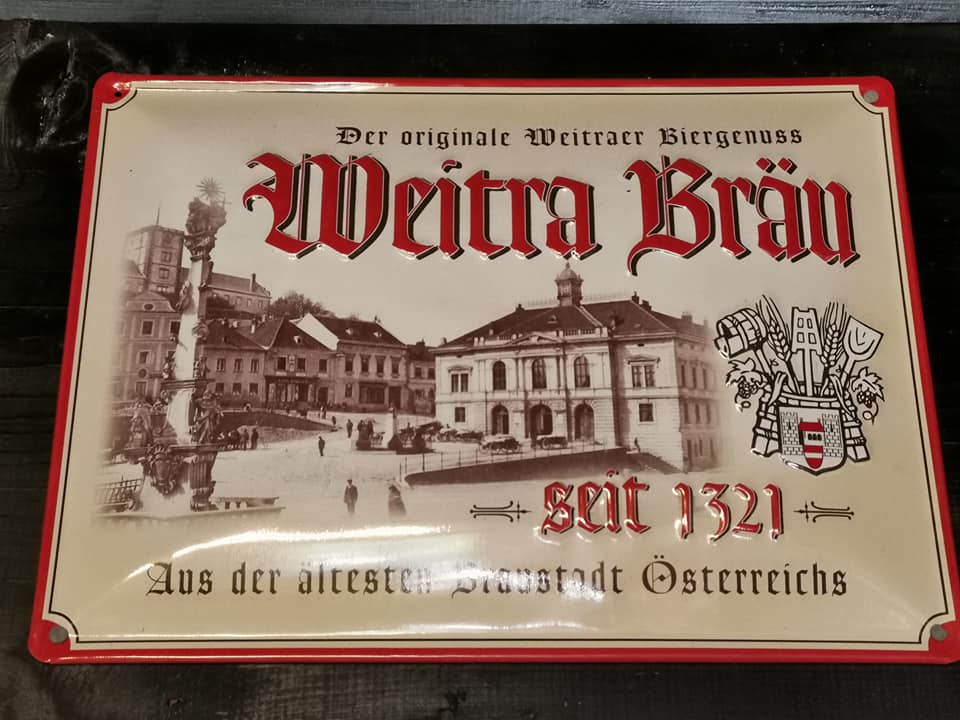 Der originale Weitraer Biergenuss
Weitra Bräu
seit 1321
Aus der ältesten Braustadt Österreichs